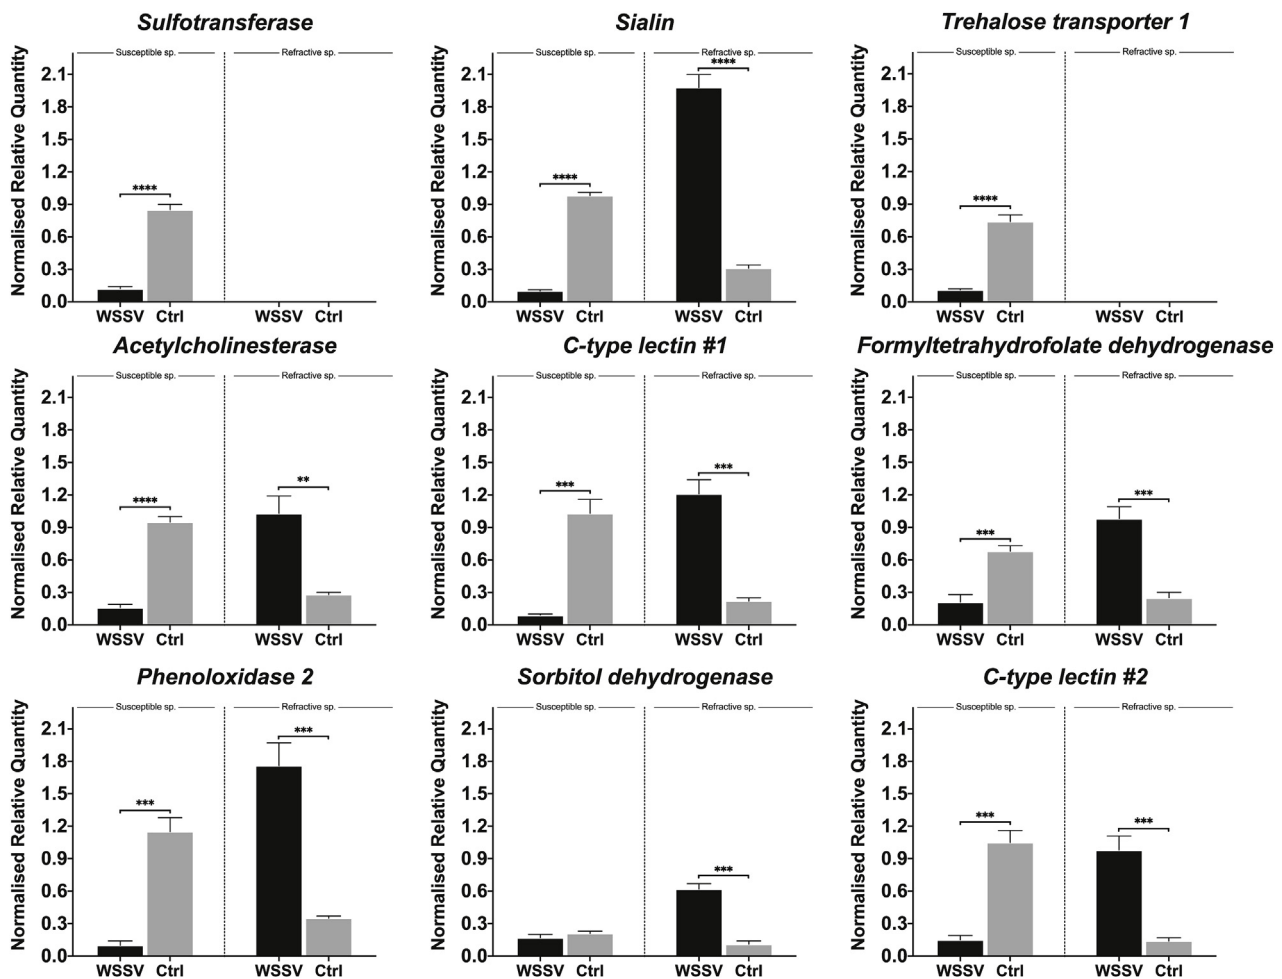 Sulfotransferase
Normalised Relative Quantity
Susceptible sp. Refractive sp.
2.1
1.8
1.5
1.2
0.9
0.6
0.3
0.0
****
WSSV Ctrl WSSV Ctrl
Sialin
Normalised Relative Quantity
Susceptible sp. Refractive sp.
2.1
1.8
1.5
1.2
0.9
0.6
0.3
0.0
**** ****
WSSV Ctrl WSSV Ctrl
Trehalose transporter 1
Normalised Relative Quantity
Susceptible sp. Refractive sp.
2.1
1.8
1.5
1.2
0.9
0.6
0.3
0.0
****
WSSV Ctrl WSSV Ctrl
Acetylcholinesterase
Normalised Relative Quantity
Susceptible sp. Refractive sp.
2.1
1.8
1.5
1.2
0.9
0.6
0.3
0.0
**** **
WSSV Ctrl WSSV Ctrl
C-type lectin #1
Normalised Relative Quantity
Susceptible sp. Refractive sp.
2.1
1.8
1.5
1.2
0.9
0.6
0.3
0.0
*** ***
WSSV Ctrl WSSV Ctrl
Formyltetrahydrofolate dehydrogenase
Normalised Relative Quantity
Susceptible sp. Refractive sp.
2.1
1.8
1.5
1.2
0.9
0.6
0.3
0.0
*** ***
WSSV Ctrl WSSV Ctrl
Phenoloxidase 2
Normalised Relative Quantity
Susceptible sp. Refractive sp.
2.1
1.8
1.5
1.2
0.9
0.6
0.3
0.0
*** ***
WSSV Ctrl WSSV Ctrl
Sorbitol dehydrogenase
Normalised Relative Quantity
Susceptible sp. Refractive sp.
2.1
1.8
1.5
1.2
0.9
0.6
0.3
0.0
***
WSSV Ctrl WSSV Ctrl
C-type lectin #2
Normalised Relative Quantity
Susceptible sp. Refractive sp.
2.1
1.8
1.5
1.2
0.9
0.6
0.3
0.0
*** ***
WSSV Ctrl WSSV Ctrl